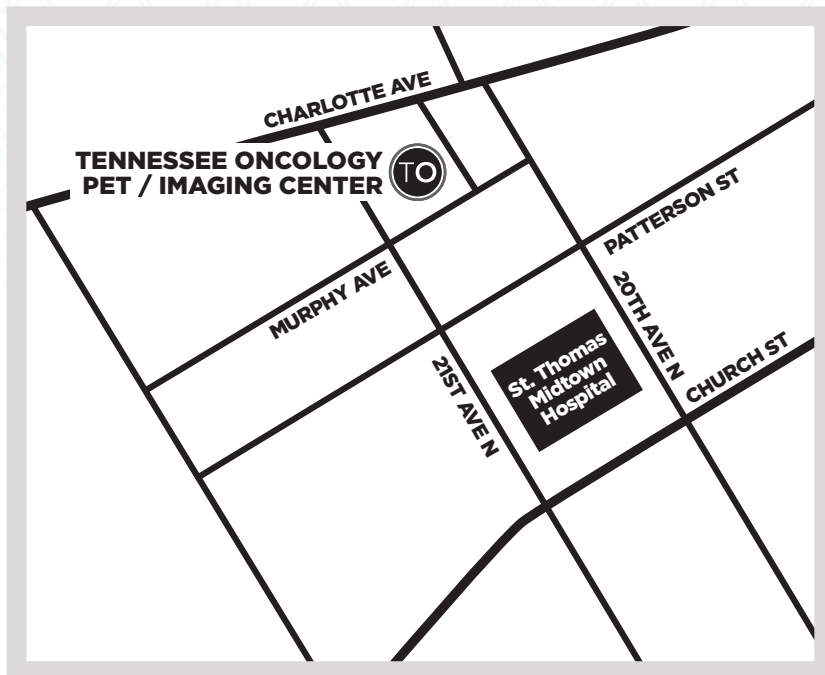 CHARLOTTE AVE
TENNESSEE ONCOLOGY
PET / IMAGING CENTER
TO
PATTERSON ST
MURPHY AVE
20TH AVE N
St. Thomas
Midtown
Hospital
CHURCH ST
21ST AVE N